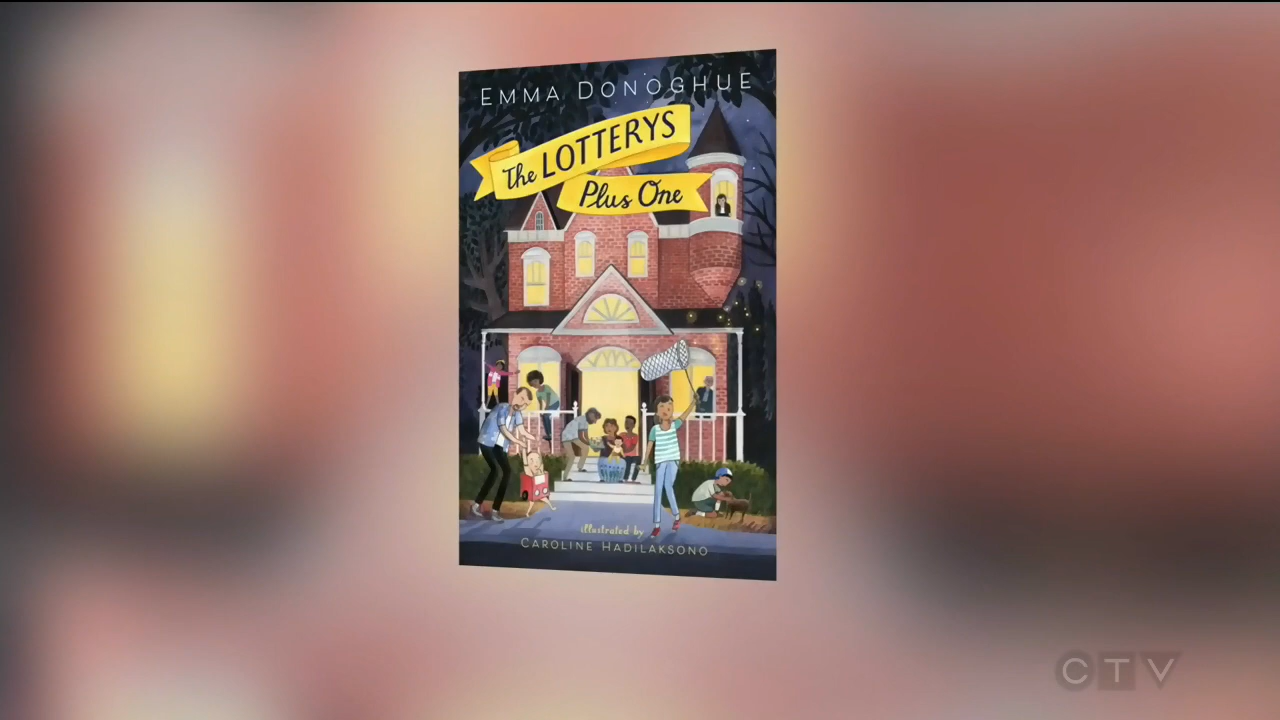 EMMA DONOGHUE
The LOTTERYS
Plus One
illustrated by
CAROLINE HADILAKSONO
CTV